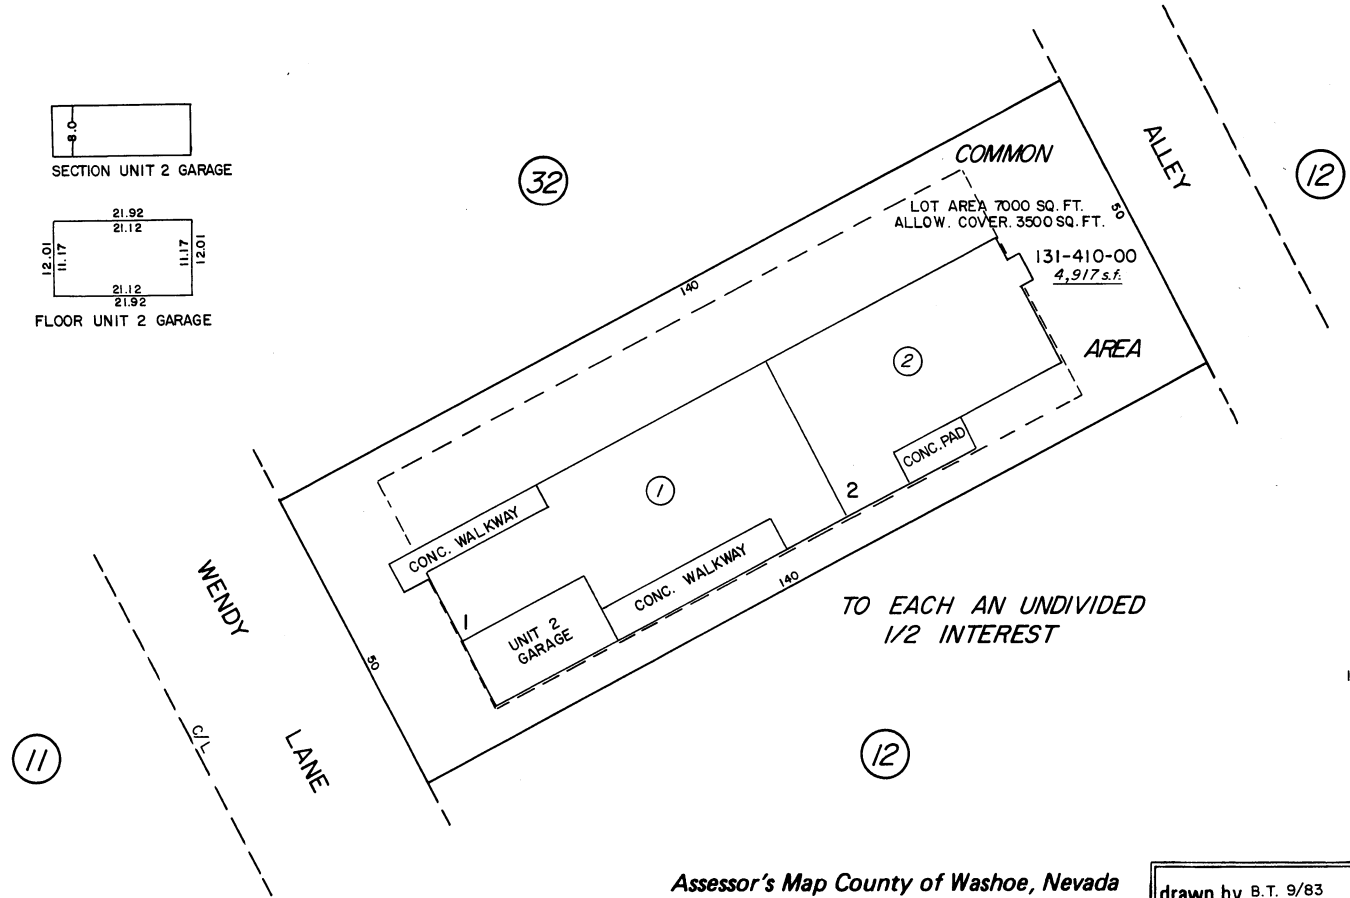 8.0
SECTION UNIT 2 GARAGE
21.92
21.12
12.01
11.17
11.17
12.01
21.12
21.92
FLOOR UNIT 2 GARAGE
32
COMMON
ALLEY
12
LOT AREA 7000 SQ. FT.
ALLOW. COVER. 3500 SQ. FT.
50
131-410-00
4,917 s.f.
140
AREA
2
1
2
CONC. PAD
CONC. WALKWAY
CONC. WALKWAY
1
UNIT 2
GARAGE
140
50
WENDY
LANE
C/L
TO EACH AN UNDIVIDED
1/2 INTEREST
11
12
Assessor's Map County of Washoe, Nevada
drawn by B.T. 9/83